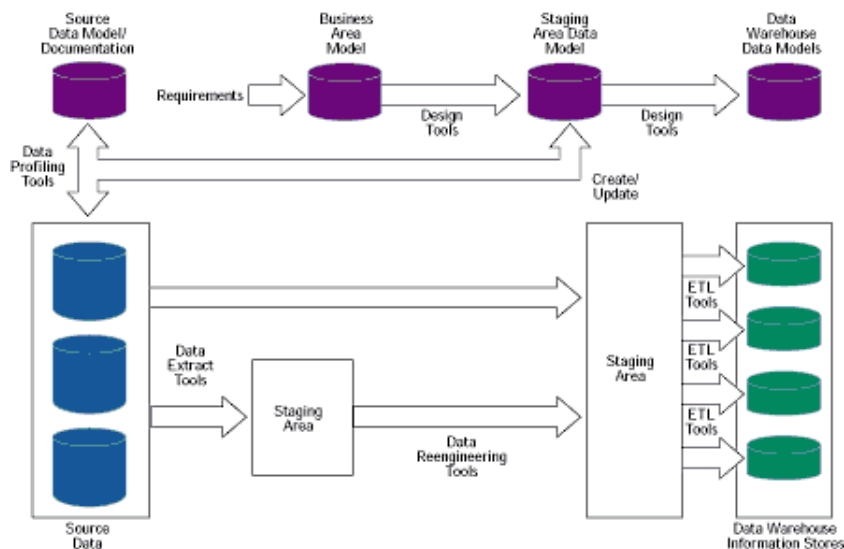 Source
Data Model/
Documentation
Business
Area
Model
Staging
Area Data
Model
Data
Warehouse
Data Models
Requirements
Design
Tools
Design
Tools
Data
Profiling
Tools
Create/
Update
ETL
Tools
Data
Extract
Tools
ETL
Tools
Staging
Area
Staging
Area
ETL
Tools
Data
Reengineering
Tools
Source
Data
Data Warehouse
Information Stores